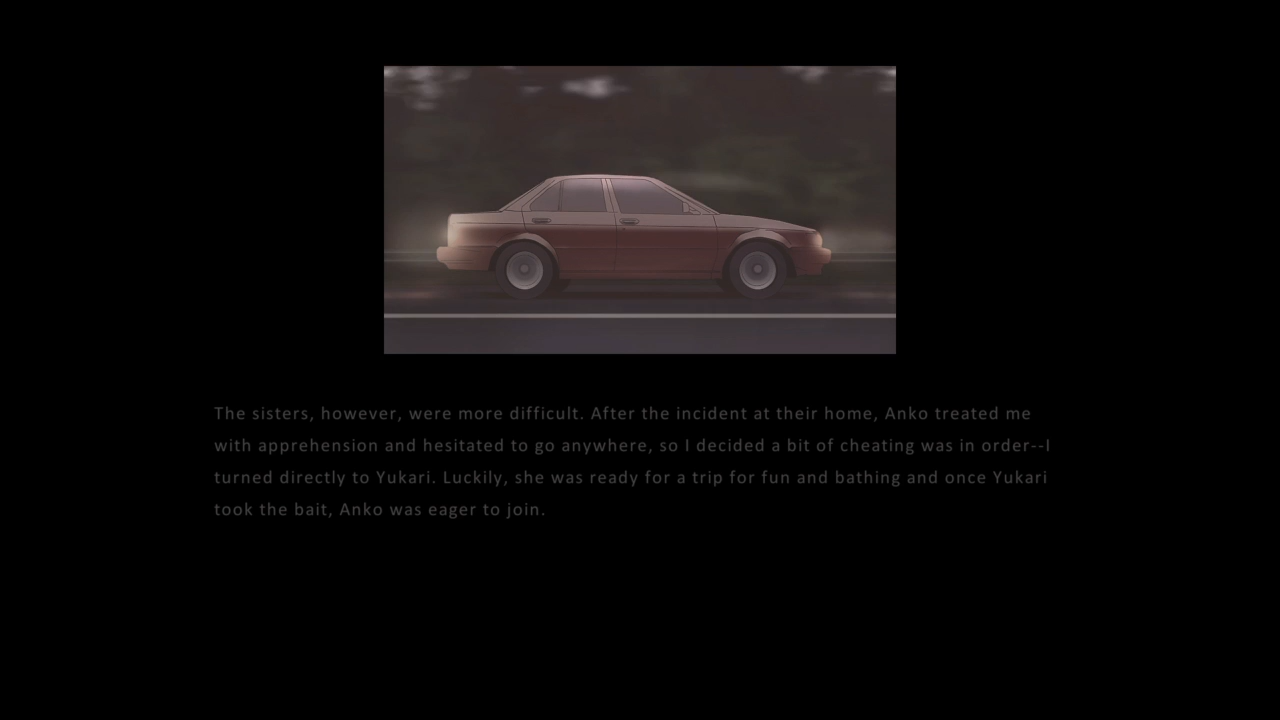 The sisters, however, were more difficult. After the incident at their home, Anko treated me
with apprehension and hesitated to go anywhere, so I decided a bit of cheating was in order--I
turned directly to Yukari. Luckily, she was ready for a trip for fun and bathing and once Yukari
took the bait, Anko was eager to join.